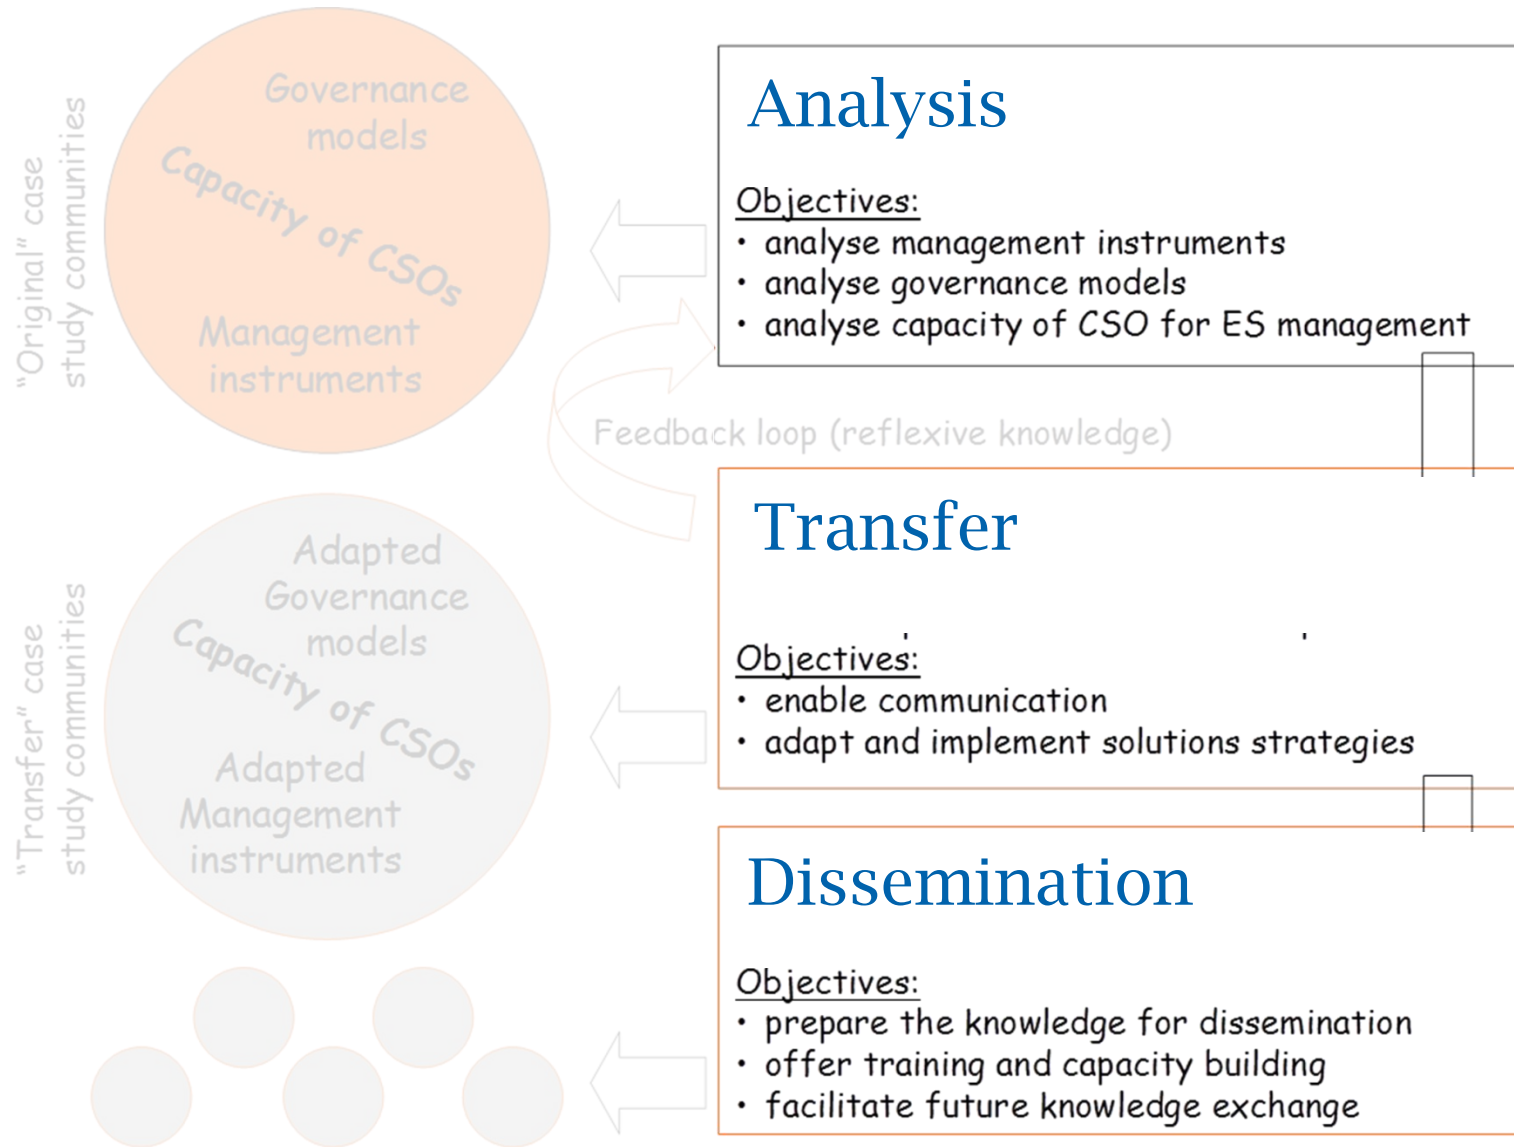 "Original" case
study communities
Governance
models
Capacity of CSOs
Management
instruments
Analysis
Objectives:
• analyse management instruments
• analyse governance models
• analyse capacity of CSO for ES management
Feedback loop (reflexive knowledge)
"Transfer" case
study communities
Adapted
Governance
models
Capacity of CSOs
Adapted
Management
instruments
Transfer
Objectives:
• enable communication
• adapt and implement solutions strategies
Dissemination
Objectives:
• prepare the knowledge for dissemination
• offer training and capacity building
• facilitate future knowledge exchange